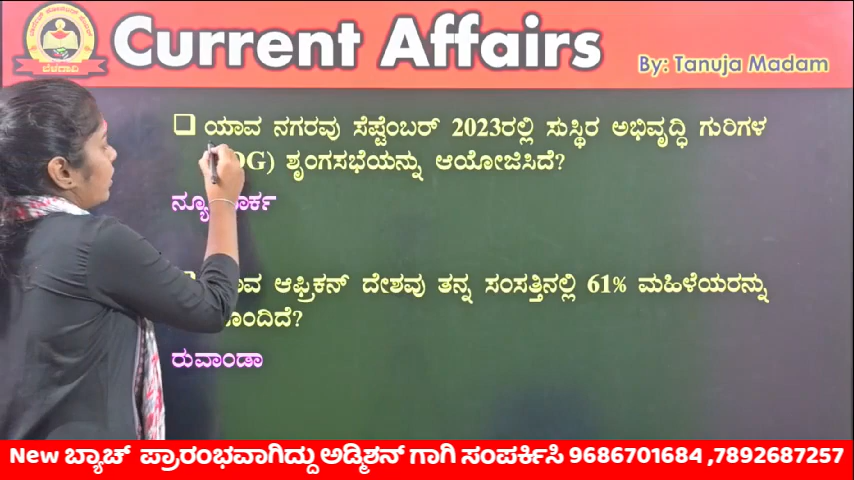 Current Affairs
By: Tanuja Madam
ಬೆಳಗಾವಿ
ಯಾವ ನಗರವು ಸೆಪ್ಟೆಂಬರ್ 2023ರಲ್ಲಿ ಸುಸ್ಥಿರ ಅಭಿವೃದ್ಧಿ ಗುರಿಗಳ
ಶೃಂಗಸಭೆಯನ್ನು ಆಯೋಜಿಸಿದೆ?
ಆಫ್ರಿಕನ್ ದೇಶವು ತನ್ನ ಸಂಸತ್ತಿನಲ್ಲಿ 61% ಮಹಿಳೆಯರನ್ನು
ರುವಾಂಡಾ
New ಬ್ಯಾಚ್ ಪ್ರಾರಂಭವಾಗಿದ್ದು ಅಡ್ಮಿಶನ್ ಗಾಗಿ ಸಂಪರ್ಕಿಸಿ 9686701684 ,7892687257